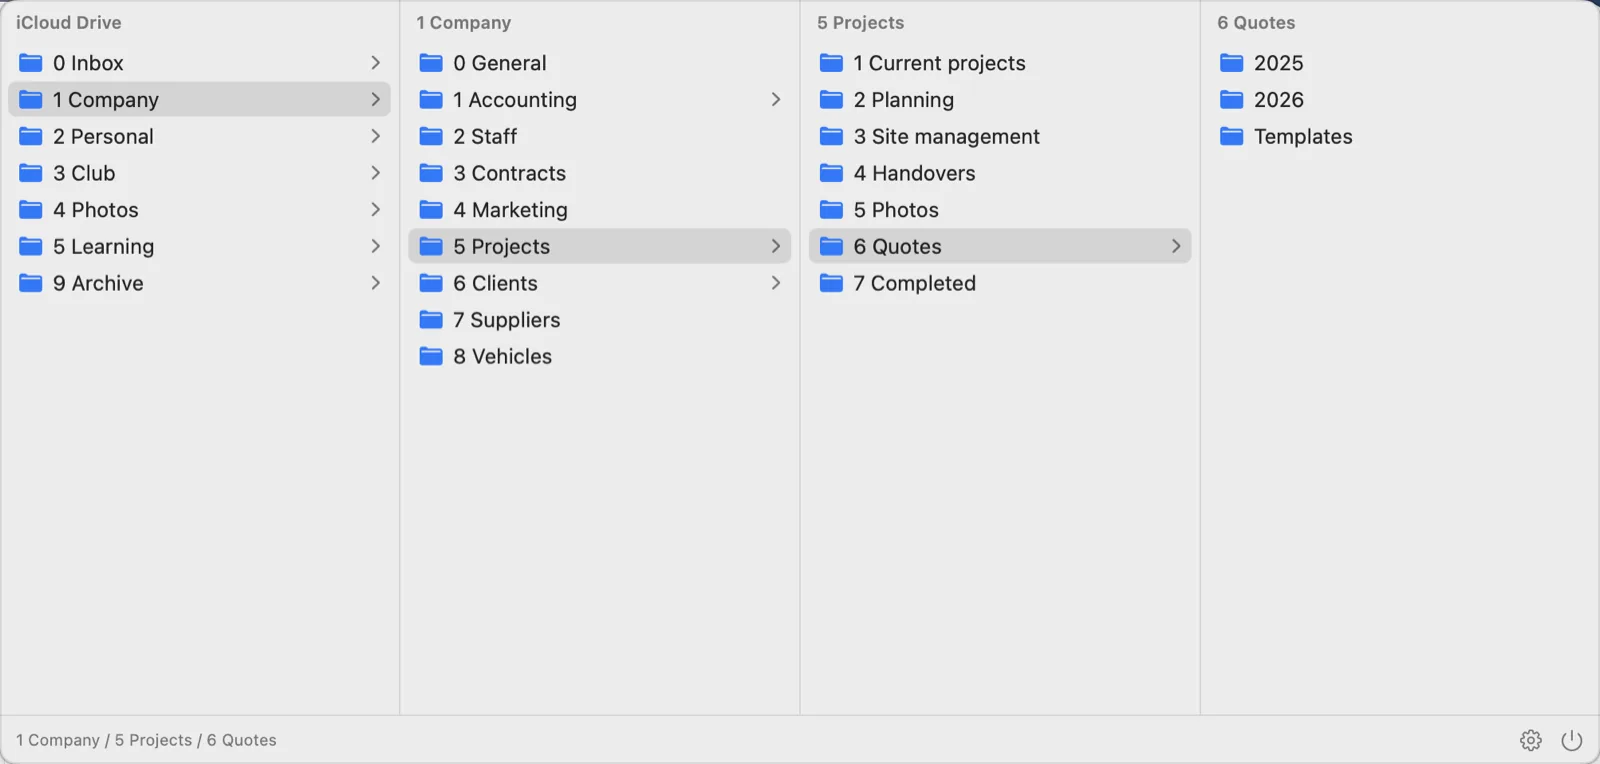 iCloud Drive
0 Inbox
1 Company
2 Personal
3 Club
4 Photos
5 Learning
9 Archive
1 Company
0 General
1 Accounting
2 Staff
3 Contracts
4 Marketing
5 Projects
6 Clients
7 Suppliers
8 Vehicles
5 Projects
1 Current projects
2 Planning
3 Site management
4 Handovers
5 Photos
6 Quotes
7 Completed
6 Quotes
2025
2026
Templates
1 Company / 5 Projects / 6 Quotes